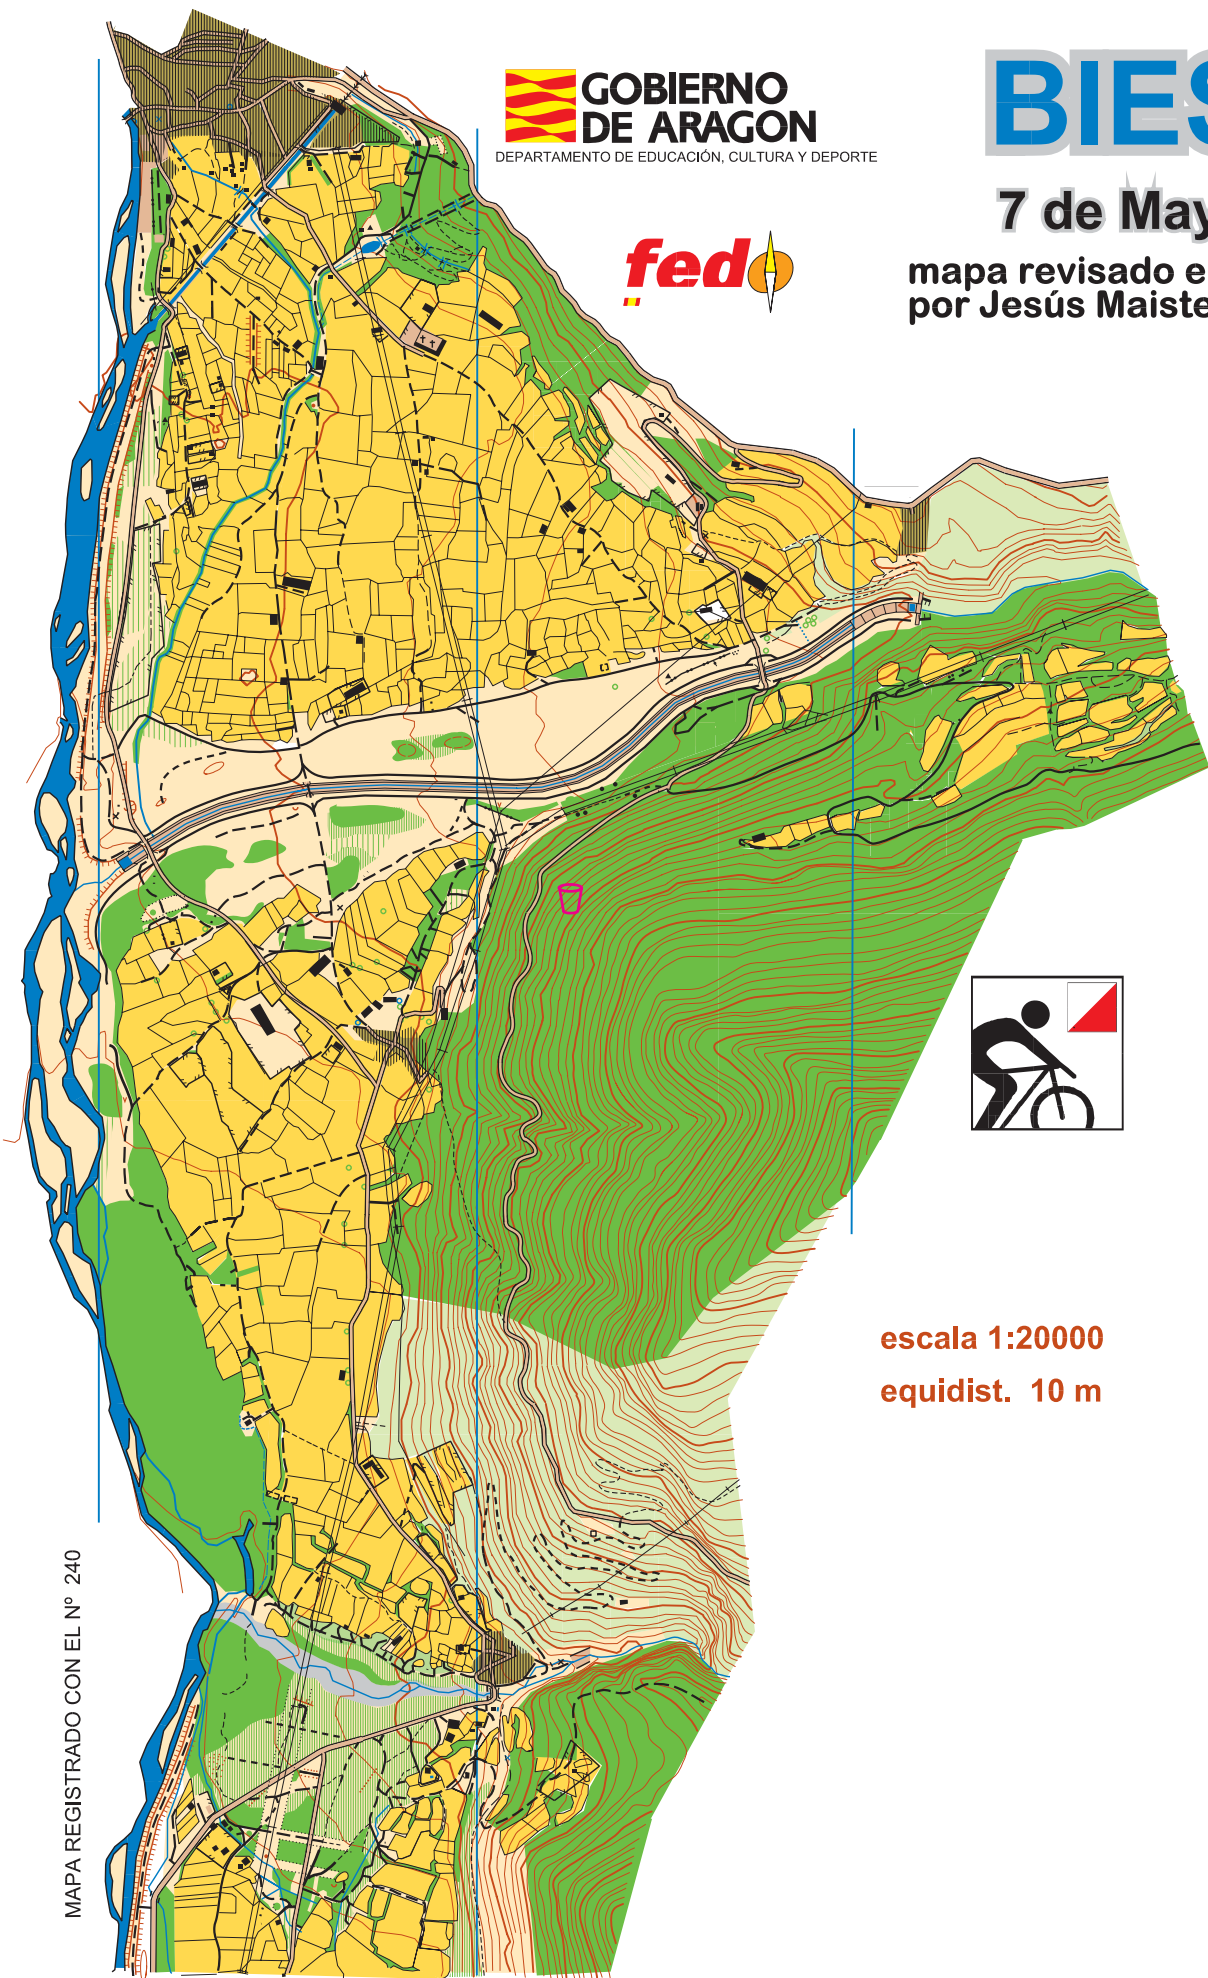 GOBIERNO
DE ARAGON
DEPARTAMENTO DE EDUCACIÓN, CULTURA Y DEPORTE
fed
BIES
7 de May
mapa revisado e
por Jesús Maiste
escala 1:20000
equidist. 10 m
MAPA REGISTRADO CON EL Nº 240